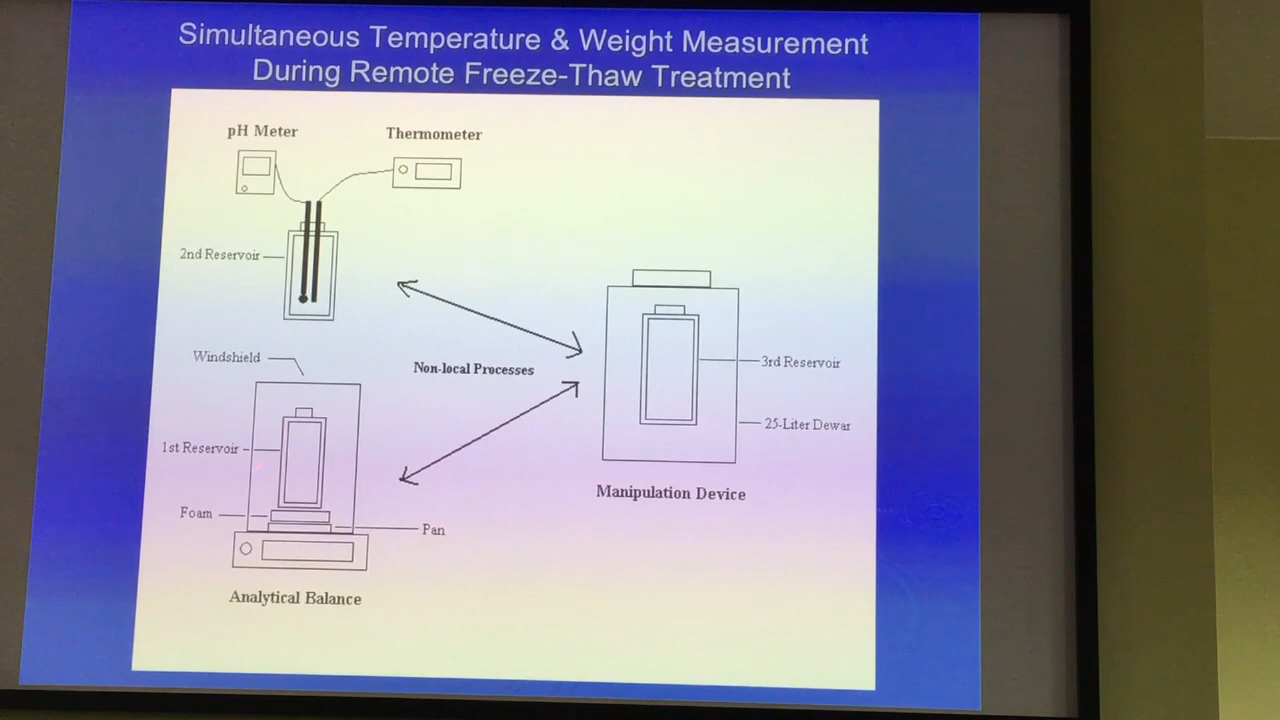 Simultaneous Temperature & Weight Measurement
During Remote Freeze-Thaw Treatment
pH Meter
Thermometer
2nd Reservoir
Windshield
Non-local Processes
3rd Reservoir
1st Reservoir
25-Liter Dewar
Manipulation Device
Foam
Pan
Analytical Balance